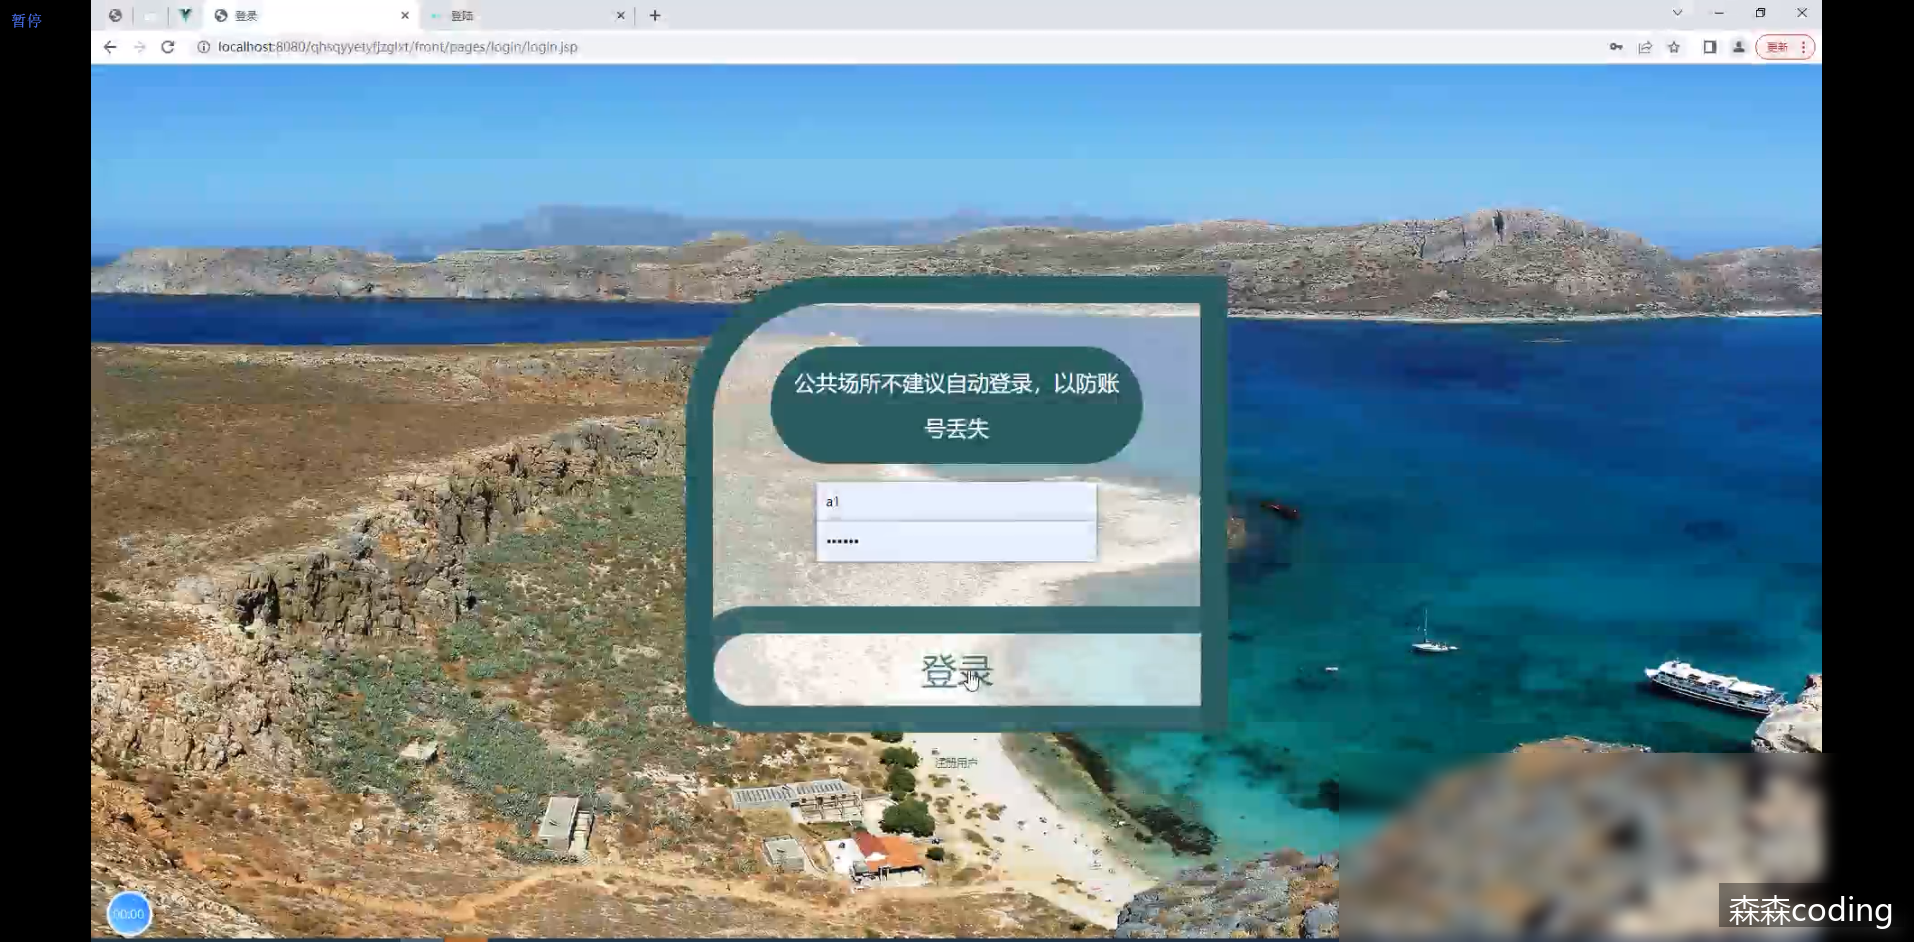 暂停
登录
登陆
localhost:8080/qhsqyyetyfjzglxt/front/pages/login/login.jsp
更新
公共场所不建议自动登录，以防账
号丢失
a1
••••••
登录
注册用户
00:00
森森coding